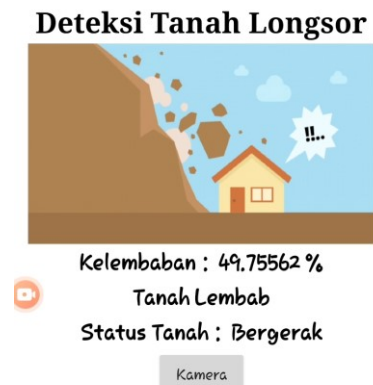 Deteksi Tanah Longsor
!!..
Kelembaban : 49.75562 %
Tanah Lembab
Status Tanah : Bergerak
Kamera